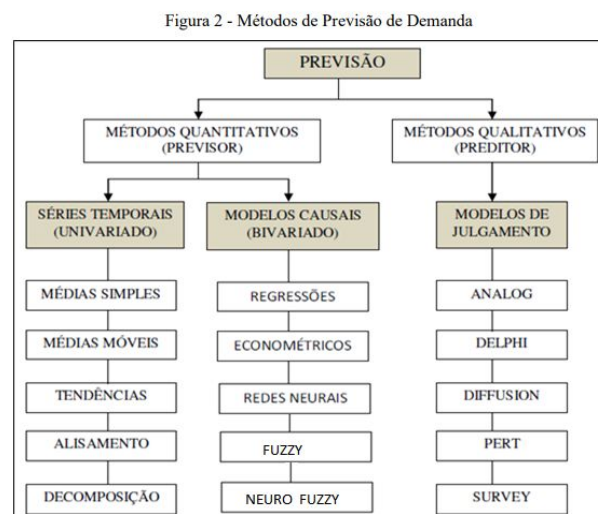 Figura 2 - Métodos de Previsão de Demanda
PREVISÃO
MÉTODOS QUANTITATIVOS
(PREVISOR)
MÉTODOS QUALITATIVOS
(PREDITOR)
SÉRIES TEMPORAIS
(UNIVARIADO)
MODELOS CAUSAIS
(BIVARIADO)
MODELOS DE
JULGAMENTO
MÉDIAS SIMPLES
REGRESSÕES
ANALOG
MÉDIAS MÓVEIS
ECONOMÉTRICOS
DELPHI
TENDÊNCIAS
REDES NEURAIS
DIFFUSION
ALISAMENTO
FUZZY
PERT
DECOMPOSIÇÃO
NEURO FUZZY
SURVEY